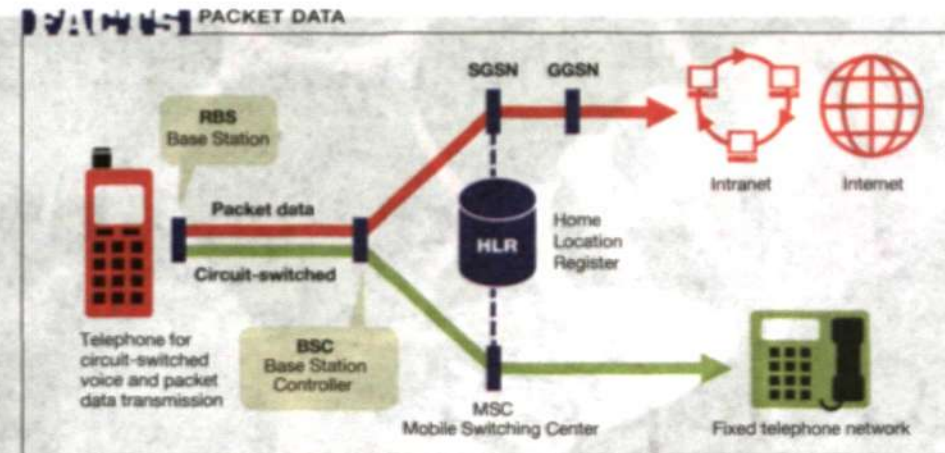 FACTS PACKET DATA
SGSN GGSN
RBS
Base Station
Intranet Internet
Packet data
HLR
Home
Location
Register
Circuit-switched
Telephone for
circuit-switched
voice and packet
data transmission
BSC
Base Station
Controller
MSC
Mobile Switching Center
Fixed telephone network